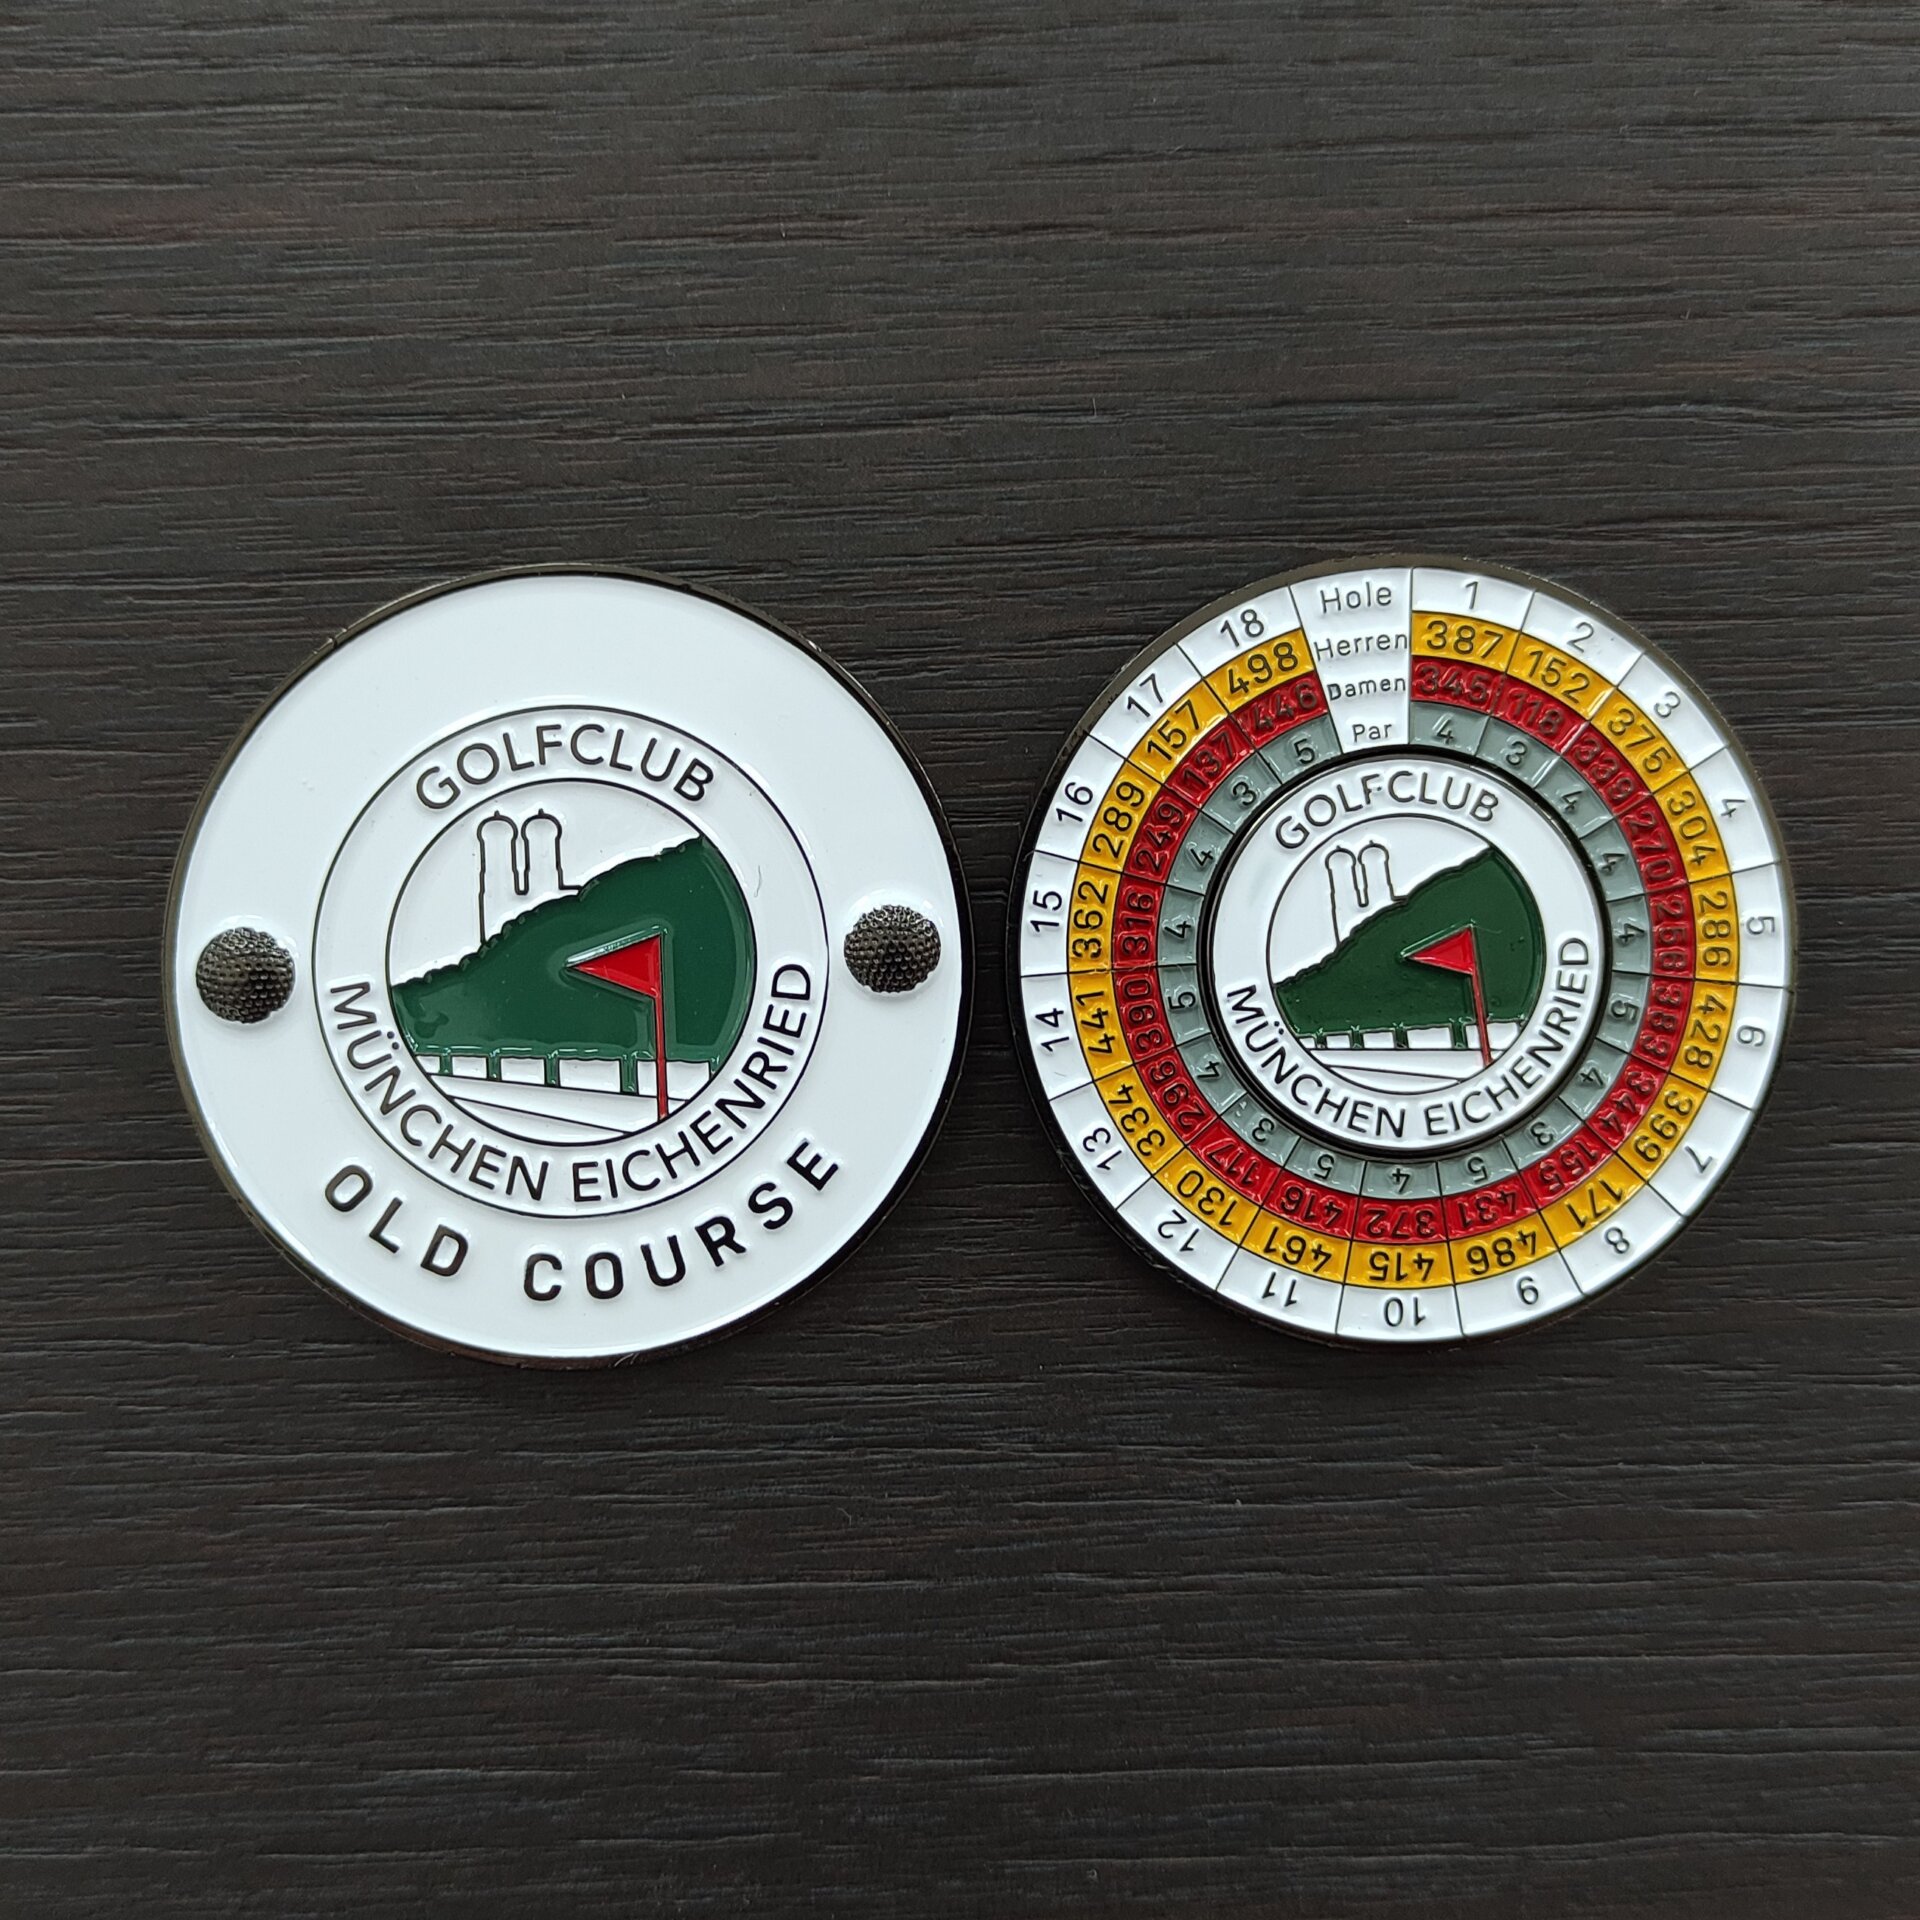 GOLFCLUB
MÜNCHEN EICHENRIED
OLD COURSE
Hole 1 2 3 4 5 6 7 8 9 10 11 12 13 14 15 16 17 18
Herren 387 152 375 304 286 428 399 171 486 415 461 130 334 441 362 289 157 498
Damen 345 118 339 270 256 383 344 155 431 372 416 117 296 390 316 249 137 446
Par 4 3 4 4 4 5 4 3 5 4 5 3 4 5 4 4 3 5
GOLFCLUB
MÜNCHEN EICHENRIED